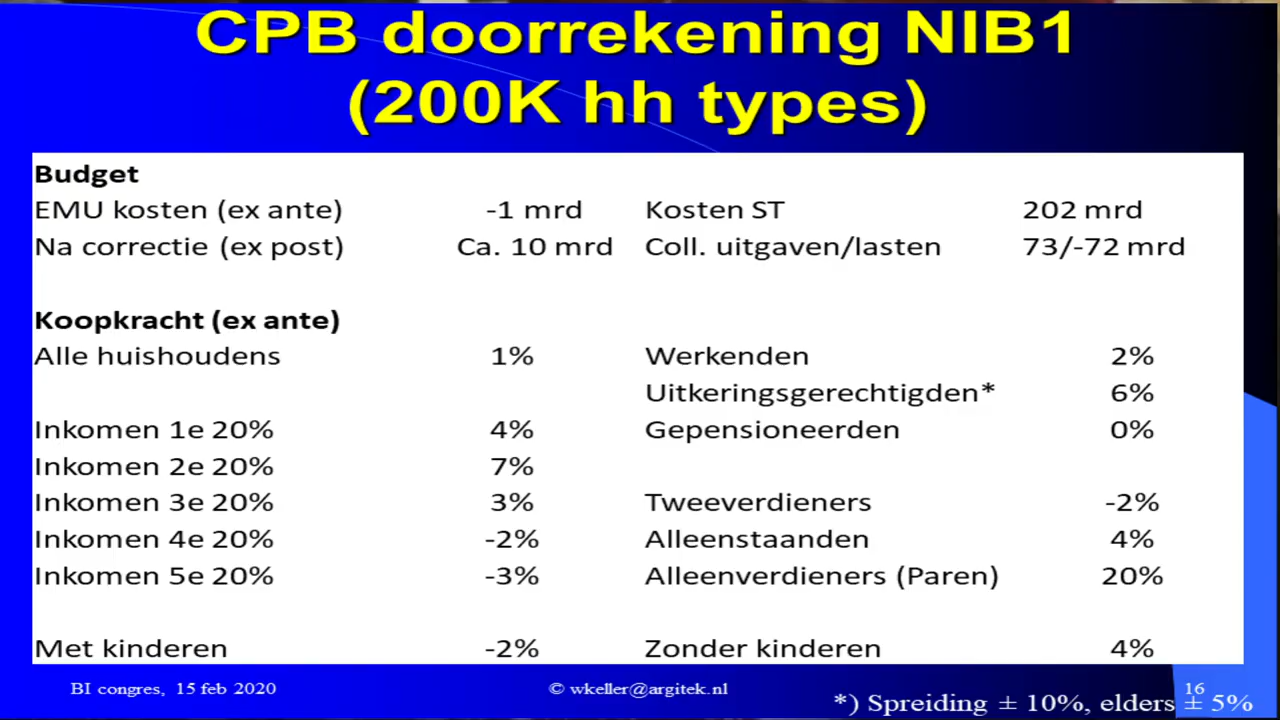 CPB doorrekening NIB1
(200K hh types)
Budget
EMU kosten (ex ante) -1 mrd Kosten ST 202 mrd
Na correctie (ex post) Ca. 10 mrd Coll. uitgaven/lasten 73/-72 mrd
Koopkracht (ex ante)
Alle huishoudens 1% Werkenden 2%
Uitkeringsgerechtigden* 6%
Inkomen 1e 20% 4% Gepensioneerden 0%
Inkomen 2e 20% 7%
Inkomen 3e 20% 3% Tweeverdieners -2%
Inkomen 4e 20% -2% Alleenstaanden 4%
Inkomen 5e 20% -3% Alleenverdieners (Paren) 20%
Met kinderen -2% Zonder kinderen 4%
BI congres, 15 feb 2020 © wkeller@argitek.nl 16
*) Spreiding ± 10%, elders ± 5%